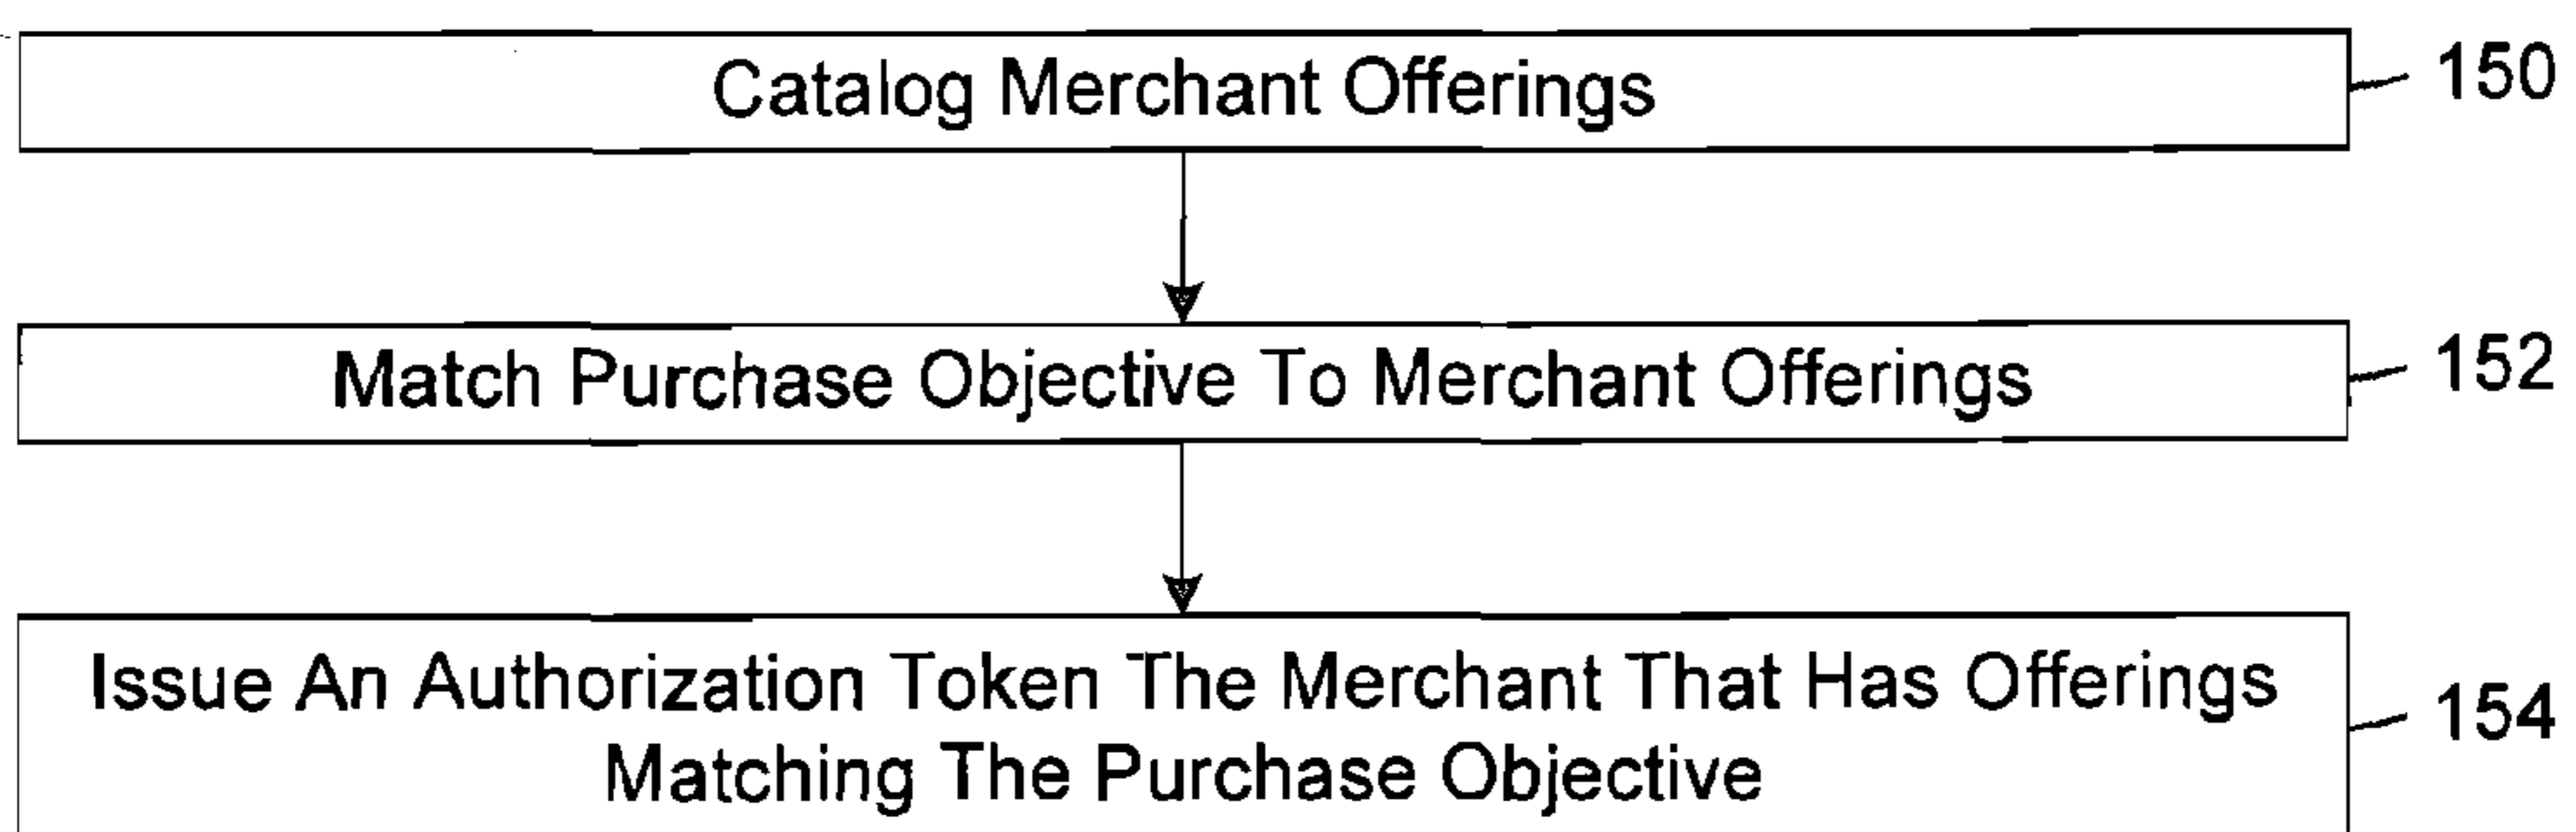 Catalog Merchant Offerings
150
Match Purchase Objective To Merchant Offerings
152
Issue An Authorization Token The Merchant That Has Offerings
Matching The Purchase Objective
154